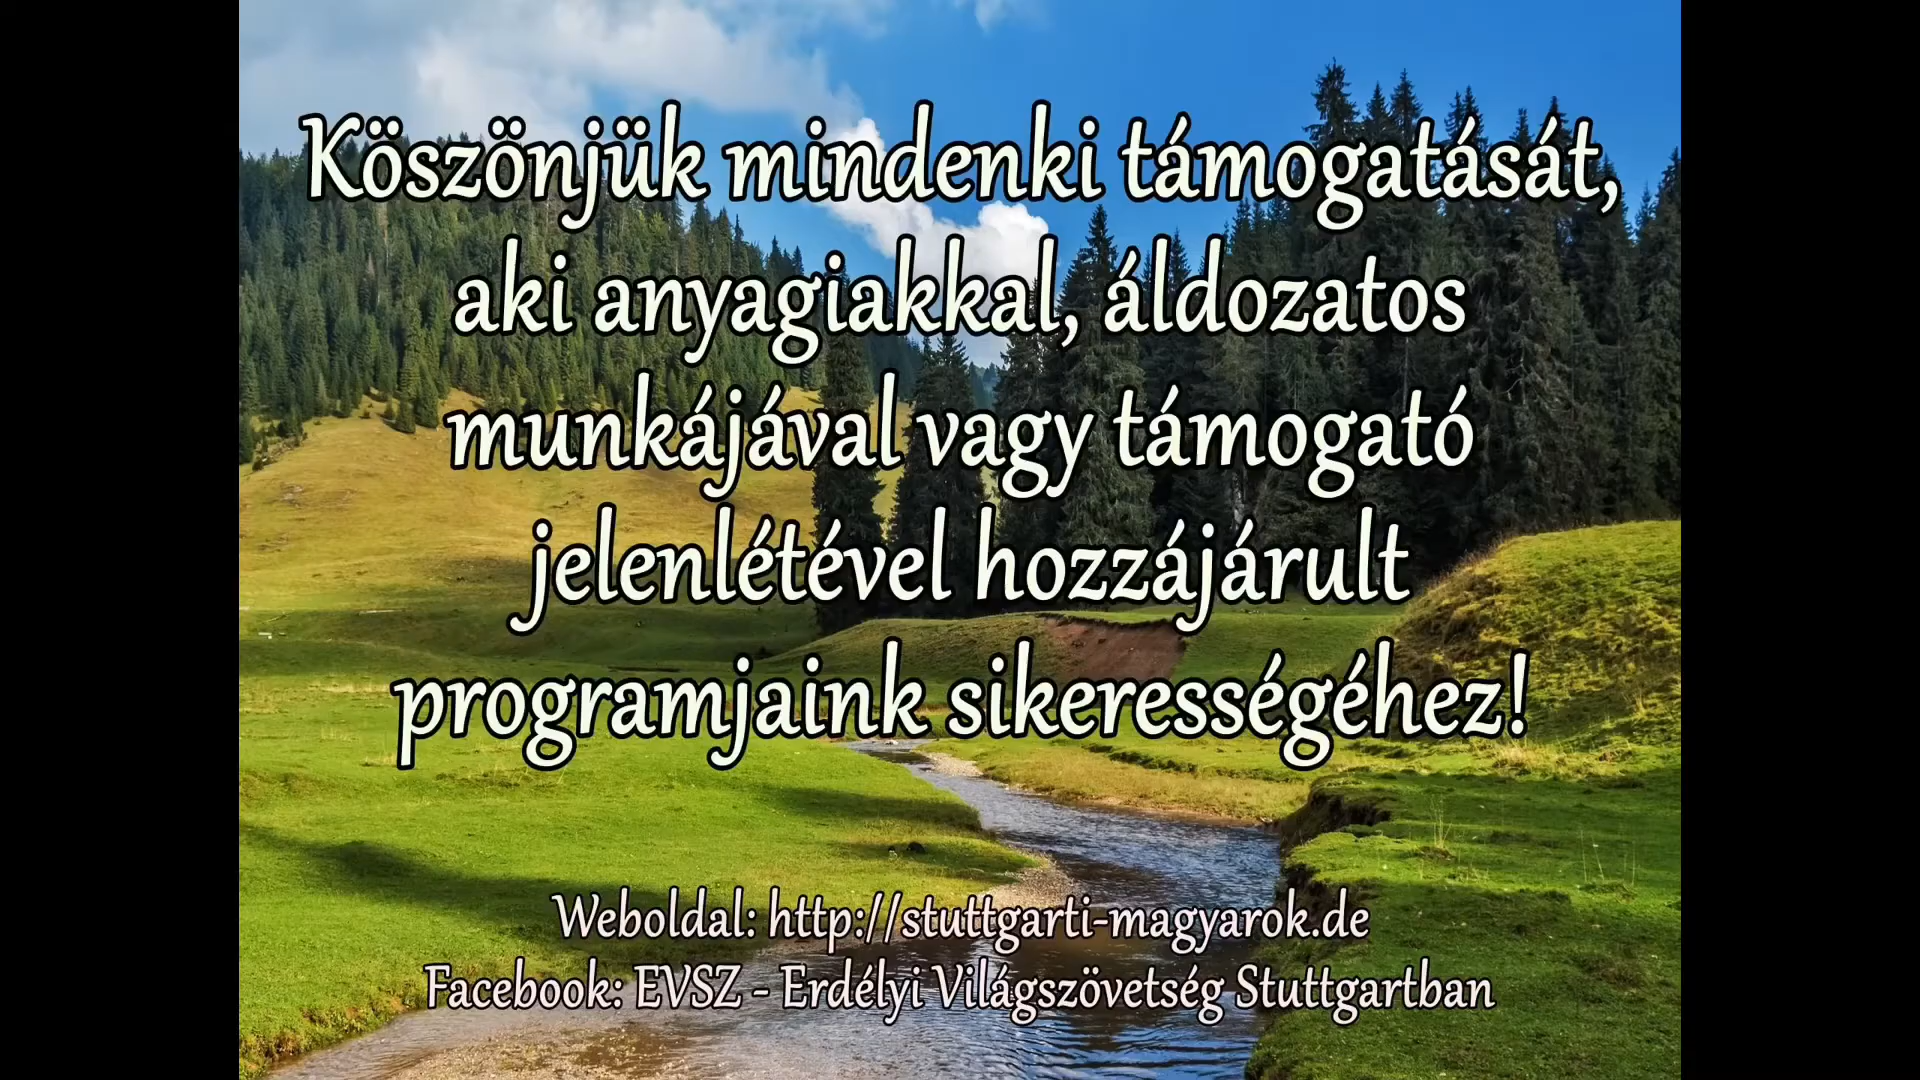 Köszönjük mindenki támogatását,
aki anyagiakkal, áldozatos
munkájával vagy támogató
jelenlétével hozzájárult
programjaink sikerességéhez!
Weboldal: http://stuttgarti-magyarok.de
Facebook: EVSZ - Erdélyi Világszövetség Stuttgartban